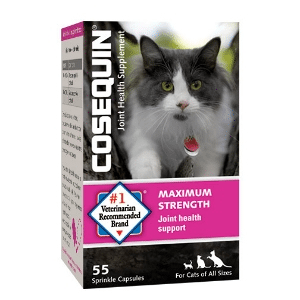 COSEQUIN®
Joint Health Supplement
#1
Veterinarian
Recommended
Brand
MAXIMUM
STRENGTH
Joint health
support
55
Sprinkle Capsules
For Cats of All Sizes